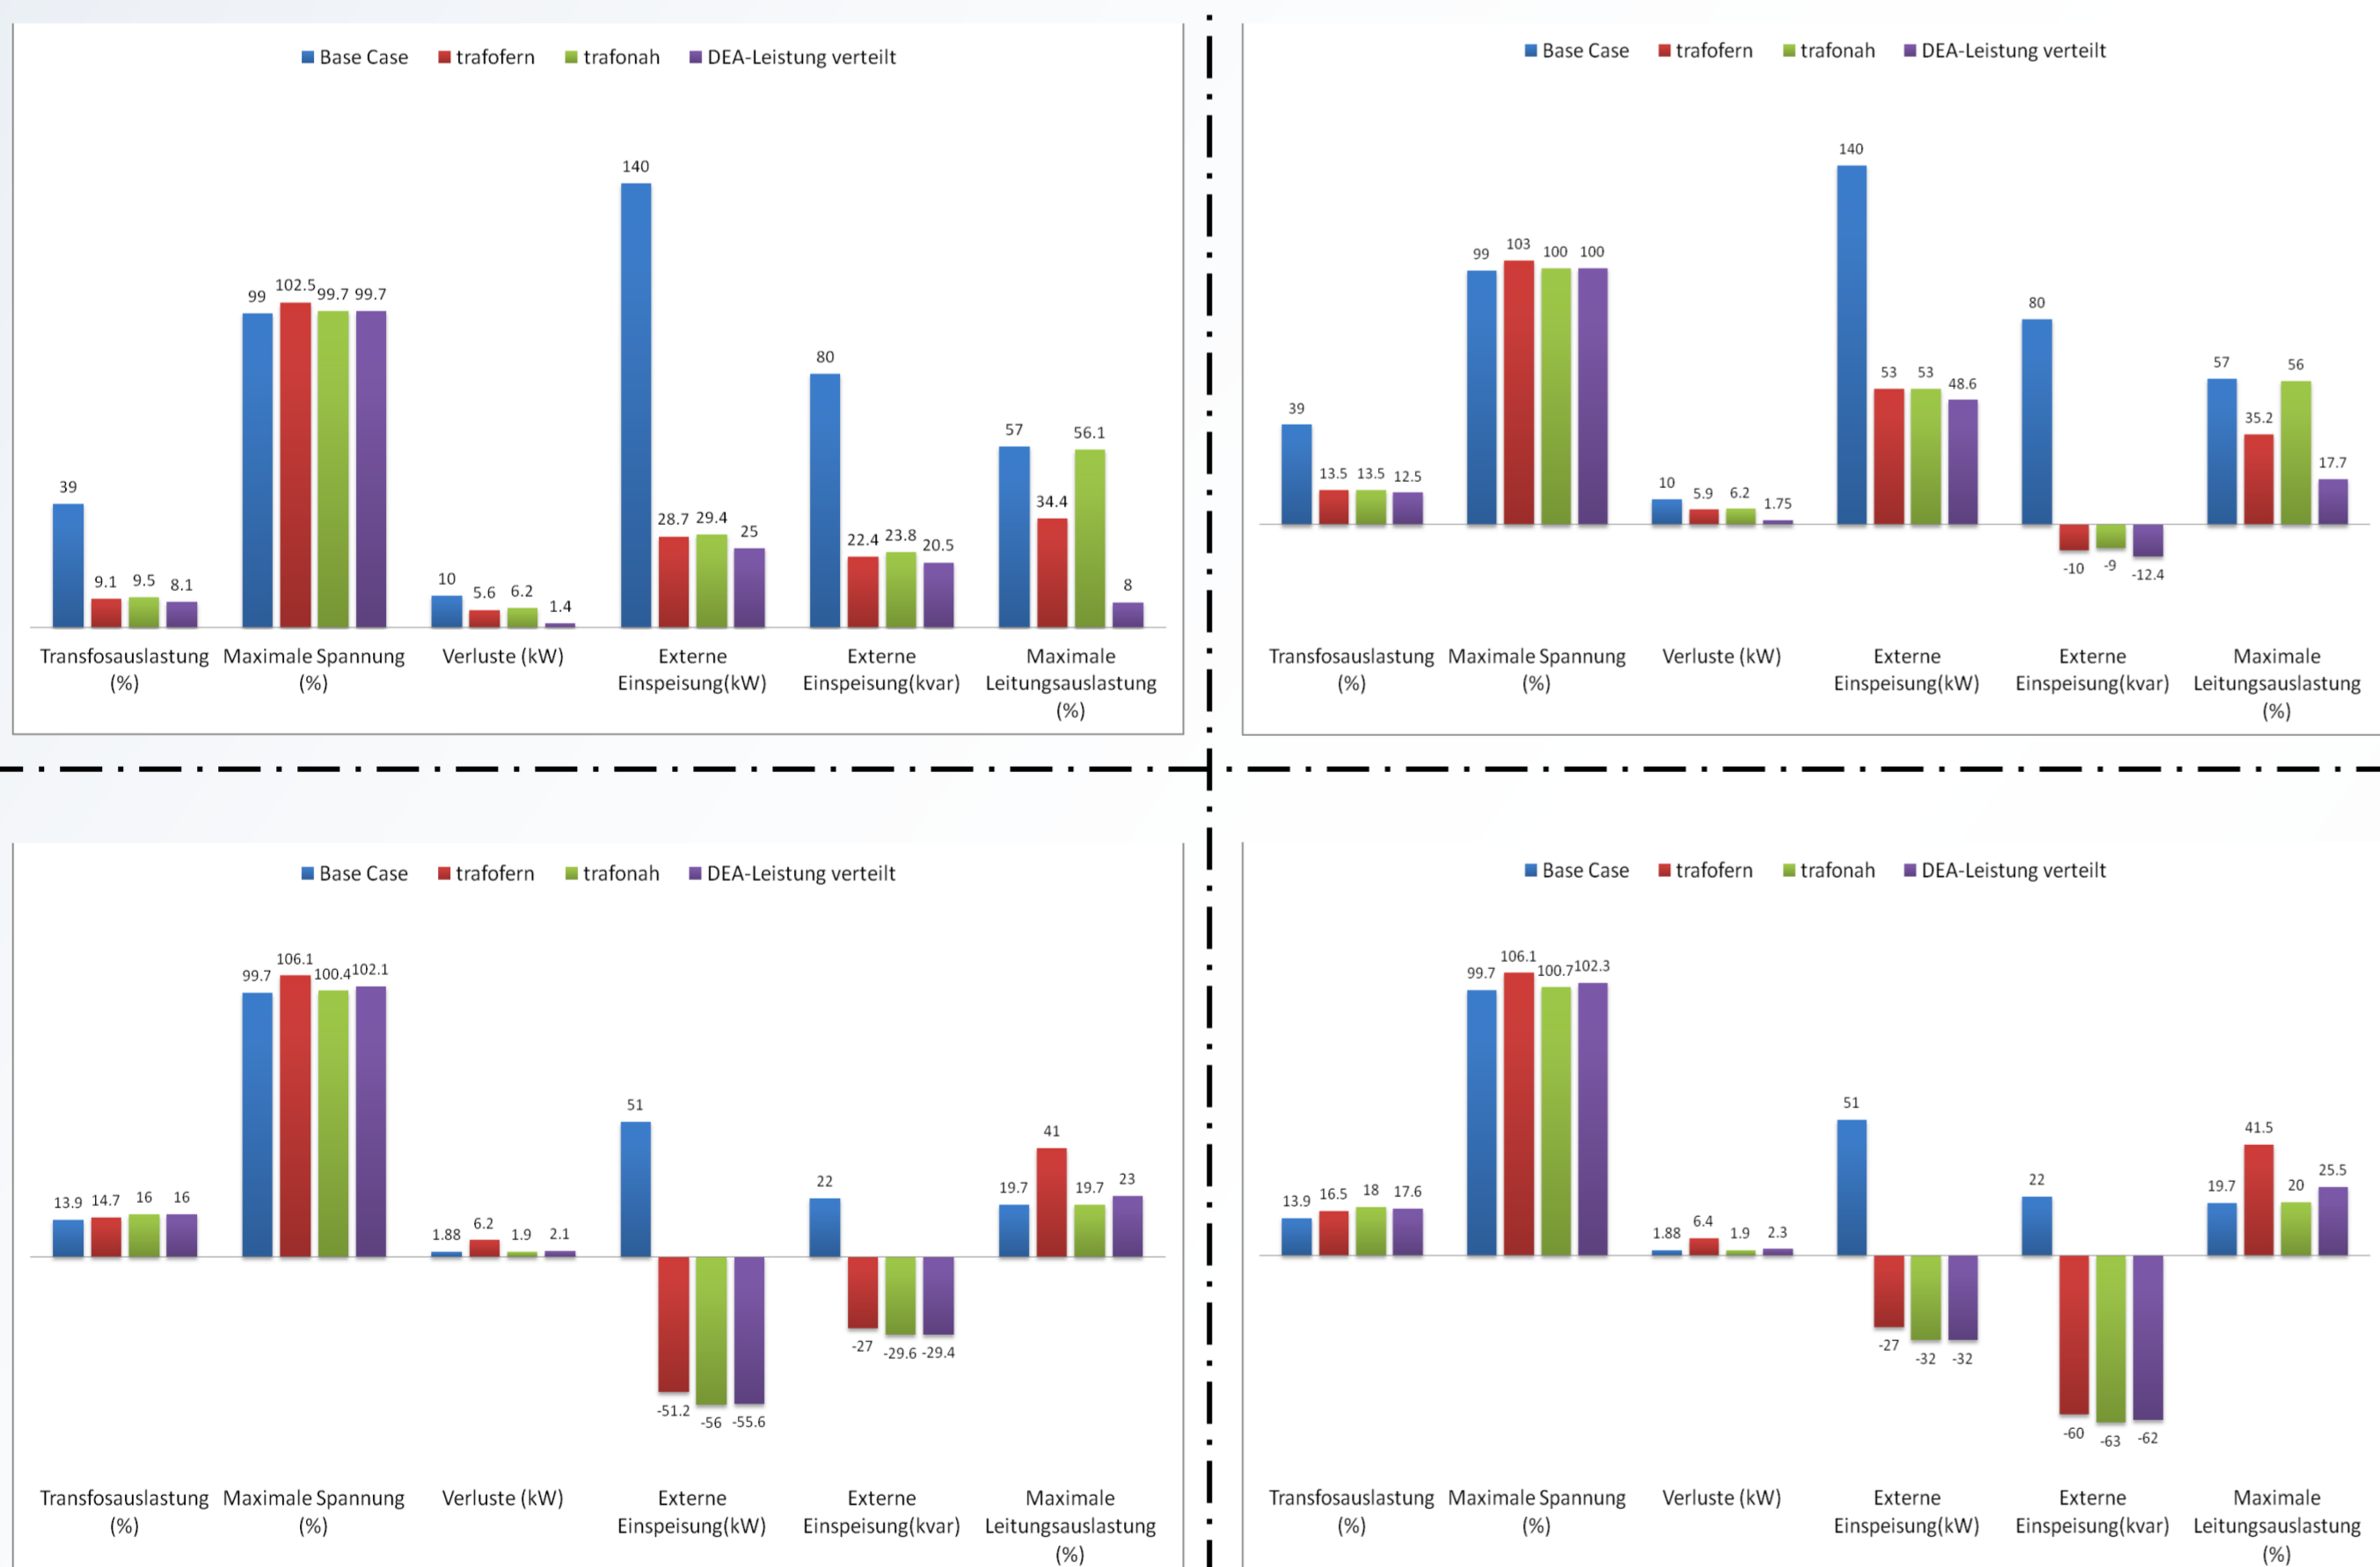 Base Case trafofern trafonah DEA-Leistung verteilt
140
102.5
99 99.7 99.7
80
57 56.1
39
34.4
28.7 29.4 25
22.4 23.8 20.5
9.1 9.5 8.1
10 5.6 6.2 1.4
8
Transfosauslastung Maximale Spannung Verluste (kW) Externe Externe Maximale
(%) (%) Einspeisung(kW) Einspeisung(kvar) Leitungsauslastung
(%)
Base Case trafofern trafonah DEA-Leistung verteilt
140
99 103 100 100
80
57 56
53 53 48.6
39
35.2
13.5 13.5 12.5
10 5.9 6.2 1.75
17.7
-10 -9 -12.4
Transfosauslastung Maximale Spannung Verluste (kW) Externe Externe Maximale
(%) (%) Einspeisung(kW) Einspeisung(kvar) Leitungsauslastung
(%)
Base Case trafofern trafonah DEA-Leistung verteilt
106.1
99.7 100.4 102.1
51
41
22
13.9 14.7 16 16
19.7 19.7 23
1.88 6.2 1.9 2.1
-27 -29.6 -29.4
-51.2 -56 -55.6
Transfosauslastung Maximale Spannung Verluste (kW) Externe Externe Maximale
(%) (%) Einspeisung(kW) Einspeisung(kvar) Leitungsauslastung
(%)
Base Case trafofern trafonah DEA-Leistung verteilt
106.1
99.7 100.7 102.3
51
41.5
22
25.5
13.9 16.5 18 17.6
19.7 20
1.88 6.4 1.9 2.3
-27 -32 -32
-60 -63 -62
Transfosauslastung Maximale Spannung Verluste (kW) Externe Externe Maximale
(%) (%) Einspeisung(kW) Einspeisung(kvar) Leitungsauslastung
(%)